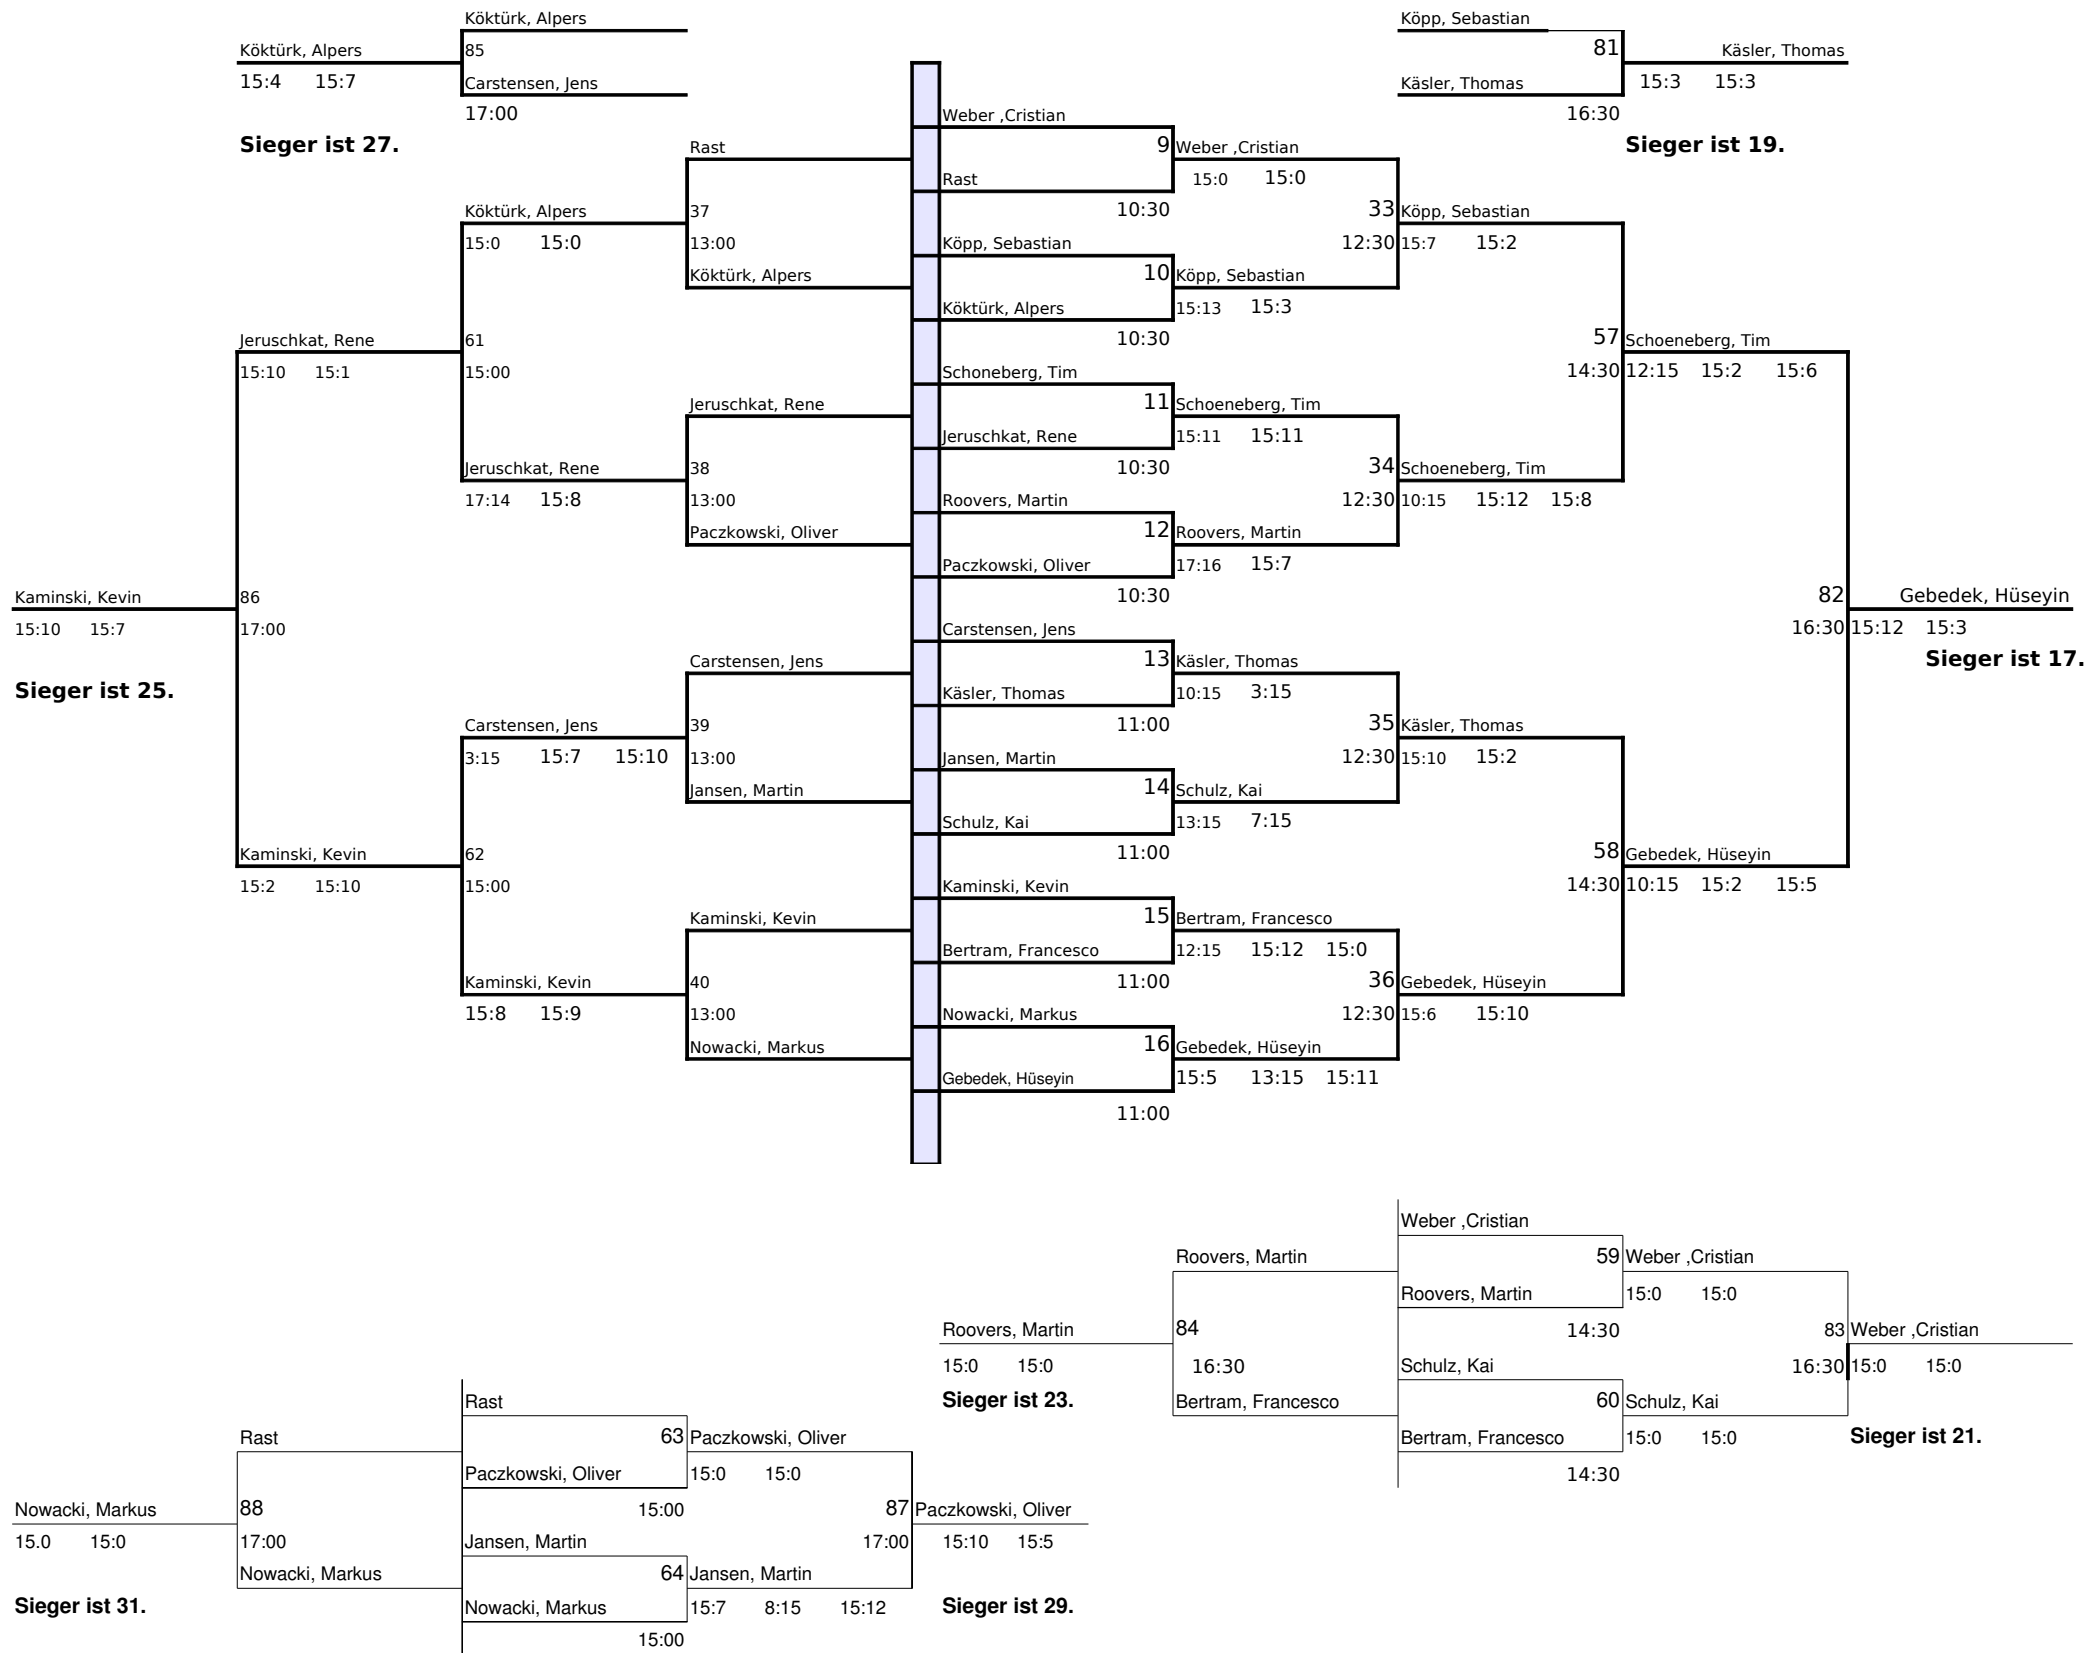 Köktürk, Alpers
Köpp, Sebastian
Köktürk, Alpers 85
81 Käsler, Thomas
15:4 15:7 Carstensen, Jens
Käsler, Thomas 15:3 15:3
17:00
Weber ,Cristian
16:30
Sieger ist 27.
Rast
9 Weber ,Cristian
Sieger ist 19.
Rast 15:0 15:0
Köktürk, Alpers 37
10:30
33 Köpp, Sebastian
15:0 15:0 13:00
Köpp, Sebastian
12:30 15:7 15:2
Köktürk, Alpers
10 Köpp, Sebastian
Köktürk, Alpers 15:13 15:3
Jeruschkat, Rene 61
10:30
57 Schoeneberg, Tim
15:10 15:1 15:00
Schoneberg, Tim
14:30 12:15 15:2 15:6
Jeruschkat, Rene
11 Schoeneberg, Tim
Jeruschkat, Rene 15:11 15:11
Jeruschkat, Rene 38
10:30
34 Schoeneberg, Tim
17:14 15:8 13:00
Roovers, Martin
12:30 10:15 15:12 15:8
Paczkowski, Oliver
12 Roovers, Martin
Paczkowski, Oliver 17:16 15:7
Kaminski, Kevin 86
10:30
82 Gebedek, Hüseyin
15:10 15:7 17:00
Carstensen, Jens
16:30 15:12 15:3
Sieger ist 25.
Carstensen, Jens
13 Käsler, Thomas
Sieger ist 17.
Käsler, Thomas 10:15 3:15
Carstensen, Jens 39
11:00
35 Käsler, Thomas
3:15 15:7 15:10 13:00
Jansen, Martin
12:30 15:10 15:2
Jansen, Martin
14 Schulz, Kai
Schulz, Kai 13:15 7:15
Kaminski, Kevin 62
11:00
58 Gebedek, Hüseyin
15:2 15:10 15:00
Kaminski, Kevin
14:30 10:15 15:2 15:5
Kaminski, Kevin
15 Bertram, Francesco
Bertram, Francesco 12:15 15:12 15:0
Kaminski, Kevin 40
11:00
36 Gebedek, Hüseyin
15:8 15:9 13:00
Nowacki, Markus
12:30 15:6 15:10
Nowacki, Markus
16 Gebedek, Hüseyin
Gebedek, Hüseyin 15:5 13:15 15:11
11:00
Weber ,Cristian
Roovers, Martin
59 Weber ,Cristian
Roovers, Martin 15:0 15:0
Roovers, Martin 84
14:30
83 Weber ,Cristian
15:0 15:0 16:30
Schulz, Kai
16:30 15:0 15:0
Sieger ist 23.
Bertram, Francesco
60 Schulz, Kai
Bertram, Francesco 15:0 15:0
Sieger ist 21.
14:30
Rast
Rast
63 Paczkowski, Oliver
Paczkowski, Oliver 15:0 15:0
Nowacki, Markus 88
15:00
87 Paczkowski, Oliver
15.0 15:0 17:00
Jansen, Martin
17:00 15:10 15:5
Nowacki, Markus
64 Jansen, Martin
Sieger ist 31.
Nowacki, Markus 15:7 8:15 15:12
Sieger ist 29.
15:00